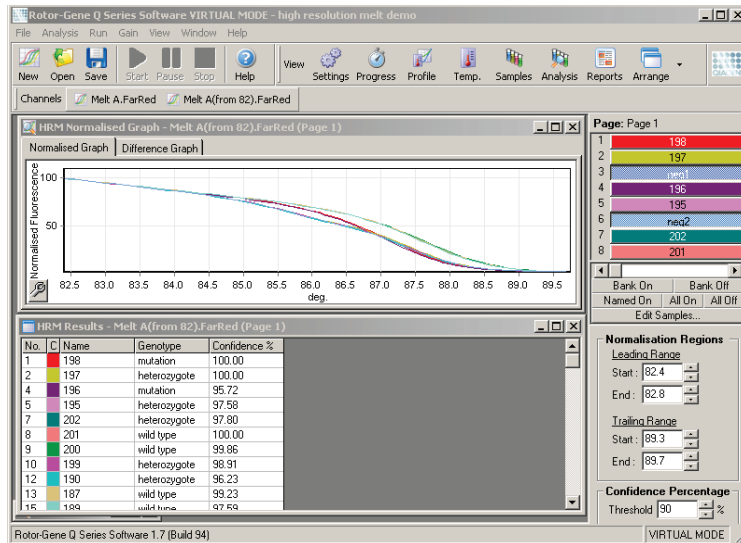 Rotor-Gene Q Series Software VIRTUAL MODE - high resolution melt demo
File Analysis Run Gain View Window Help
New Open Save Start Pause Stop Help View Settings Progress Profile Temp. Samples Analysis Reports Arrange
Channels Melt A.FarRed Melt A(from 82).FarRed
HRM Normalised Graph - Melt A(from 82).FarRed (Page 1)
Normalised Graph Difference Graph
Normalised Fluorescence
100
50
82.5 83.0 83.5 84.0 84.5 85.0 85.5 86.0 86.5 87.0 87.5 88.0 88.5 89.0 89.5
deg.
HRM Results - Melt A(from 82).FarRed (Page 1)
No. C Name Genotype Confidence %
1 198 mutation 100.00
2 197 heterozygote 100.00
4 196 mutation 95.72
5 195 heterozygote 97.58
7 202 heterozygote 97.80
8 201 wild type 100.00
9 200 wild type 99.86
10 199 heterozygote 98.91
12 190 heterozygote 96.23
13 187 wild type 99.23
15 189 wild type 97.59
Page: Page 1
1 198
2 197
3 neg1
4 196
5 195
6 neg2
7 202
8 201
Bank On Bank Off
Named On All On All Off
Edit Samples...
Normalisation Regions
Leading Range
Start : 82.4
End : 82.8
Trailing Range
Start : 89.3
End : 89.7
Confidence Percentage
Threshold 90 %
Rotor-Gene Q Series Software 1.7 (Build 94)
VIRTUAL MODE